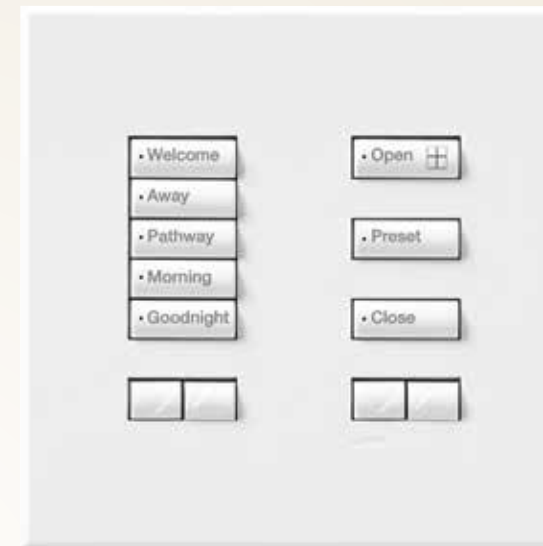 Welcome
Away
Pathway
Morning
Goodnight
Open
Preset
Close